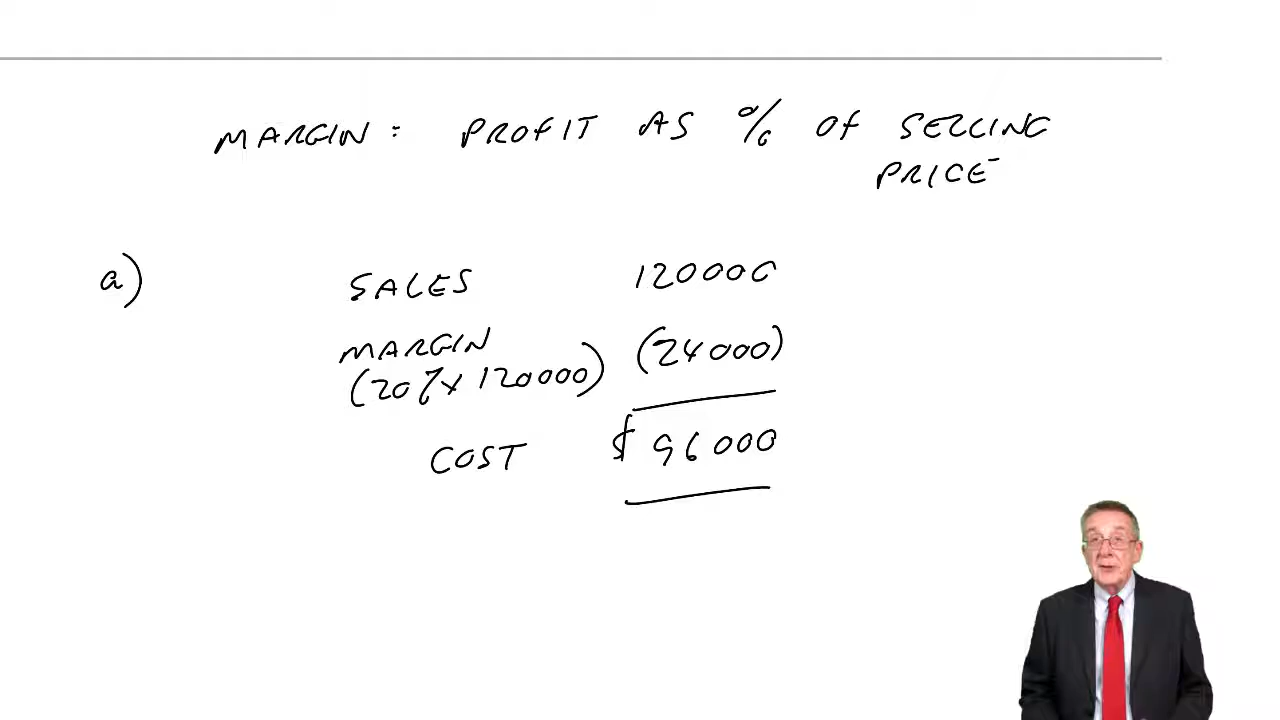 MARGIN: PROFIT AS % OF SELLING
PRICE
a)
SALES 120000
MARGIN
(20% x 120000) (24000)
COST $ 96000